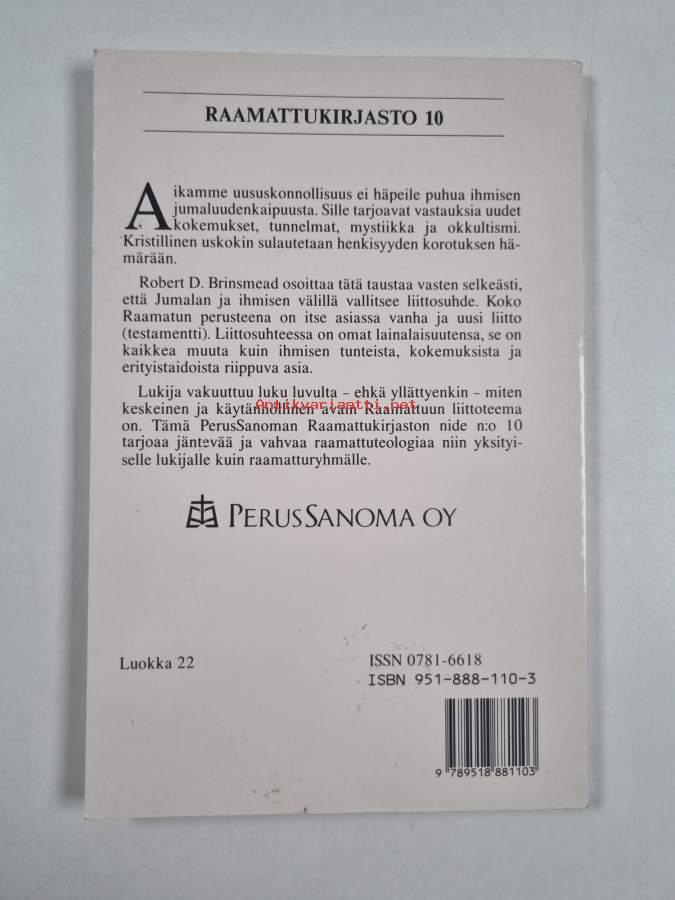 RAAMATTUKIRJASTO 10
Aikamme uususkonnollisuus ei häpeile puhua ihmisen
jumaluudenkaipuusta. Sille tarjoavat vastauksia uudet
kokemukset, tunnelmat, mystiikka ja okkultismi.
Kristillinen uskokin sulautetaan henkisyyden korotuksen hä-
märään.
Robert D. Brinsmead osoittaa tätä taustaa vasten selkeästi,
että Jumalan ja ihmisen välillä vallitsee liittosuhde. Koko
Raamatun perusteena on itse asiassa vanha ja uusi liitto
(testamentti). Liittosuhteessa on omat lainalaisuutensa, se on
kaikkea muuta kuin ihmisen tunteista, kokemuksista ja
erityistaidoista riippuva asia.
Lukija vakuuttuu luku luvulta – ehkä yllättyenkin – miten
keskeinen ja käytännöllinen avain Raamattuun liittoteema
Antikvariaatti.net
on. Tämä PerusSanoman Raamattukirjaston nide n:o 10
tarjoaa jäntevää ja vahvaa raamattuteologiaa niin yksityi-
selle lukijalle kuin raamatturyhmälle.
PERUSSANOMA OY
Luokka 22
ISSN 0781-6618
ISBN 951-888-110-3
9 789518 881103